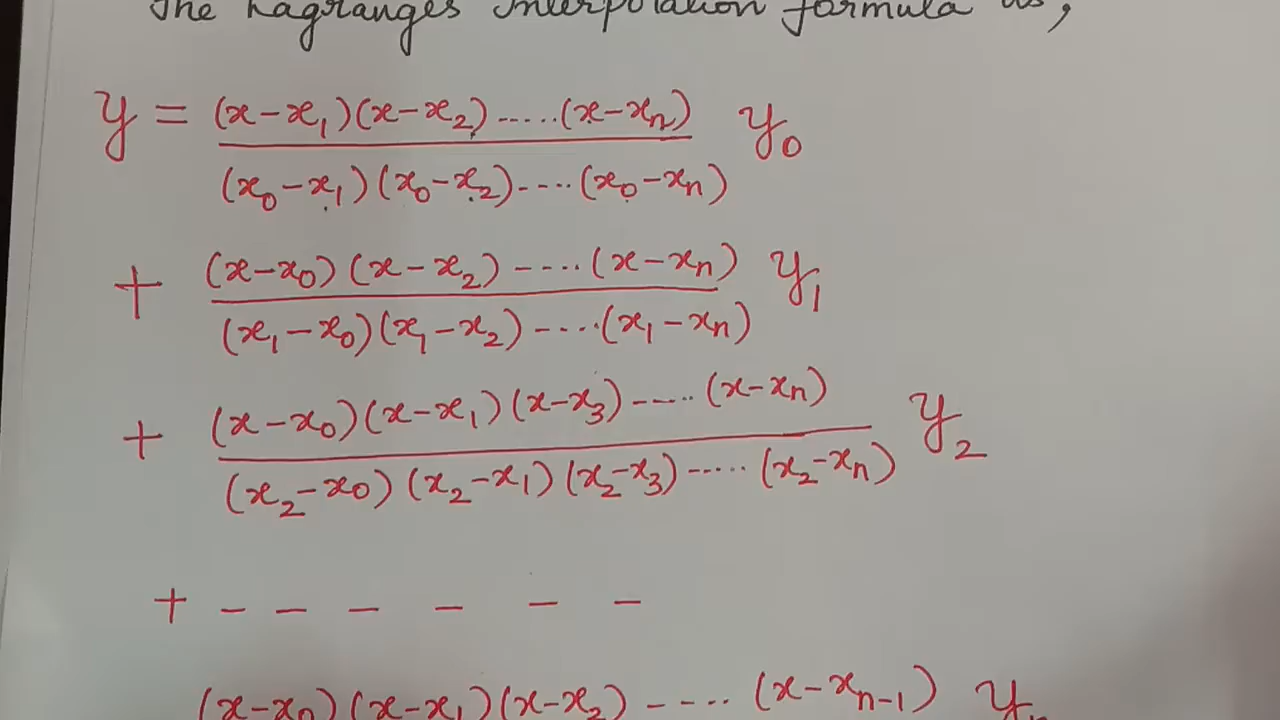 The Lagranges Interpolation formula is,
y = (x-x₁)(x-x₂).....(x-xₙ) y₀
(x₀-x₁)(x₀-x₂)....(x₀-xₙ)
+ (x-x₀)(x-x₂)-....(x-xₙ) y₁
(x₁-x₀)(x₁-x₂)-....(x₁-xₙ)
+ (x-x₀)(x-x₁)(x-x₃)-....(x-xₙ) y₂
(x₂-x₀)(x₂-x₁)(x₂-x₃)-....(x₂-xₙ)
+ - - - - - -
(x-x₀)(x-x₁)(x-x₂)-....(x-xₙ₋₁) yₙ